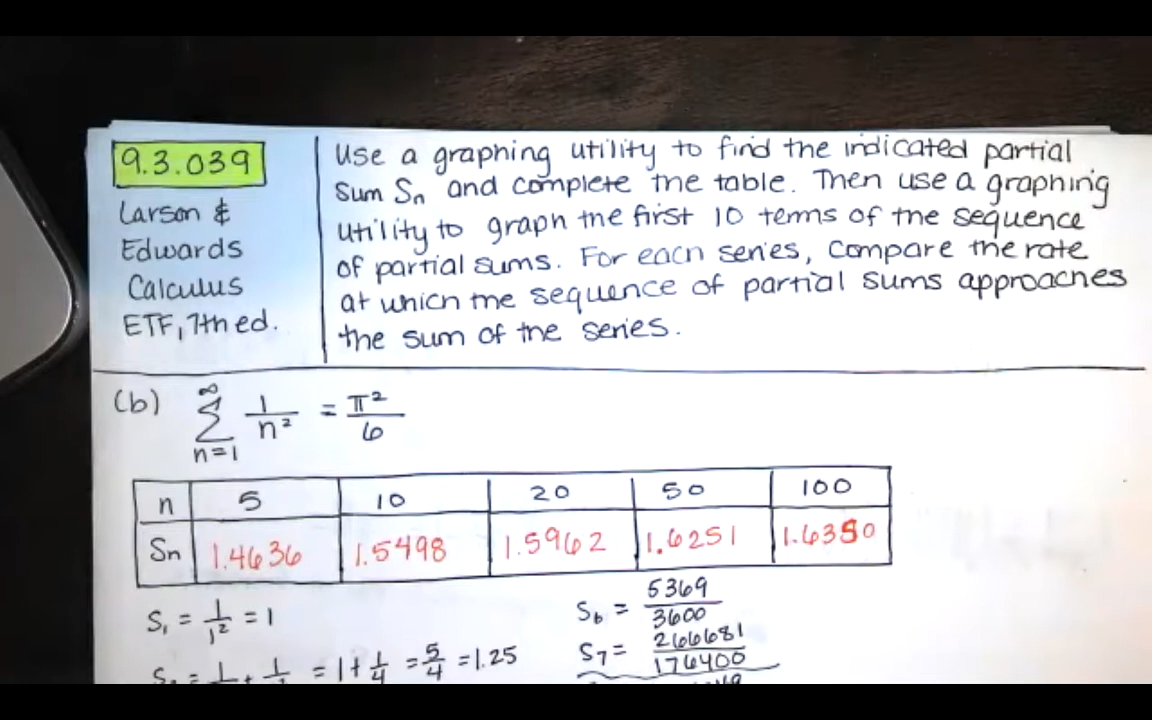 9.3.039
Larson &
Edwards
Calculus
ETF, 7th ed.
Use a graphing utility to find the indicated partial
sum Sₙ and complete the table. Then use a graphing
utility to graph the first 10 terms of the sequence
of partial sums. For each series, compare the rate
at which the sequence of partial sums approaches
the sum of the series.
(b) ∞ Σ n=1 1/n² = π²/6
n 5 10 20 50 100
Sn 1.4636 1.5498 1.5962 1.6251 1.6350
S₁ = 1/1² = 1
= 1 + 1/4 = 5/4 = 1.25
S₆ = 5369/3600
S₇ = 266681/176400